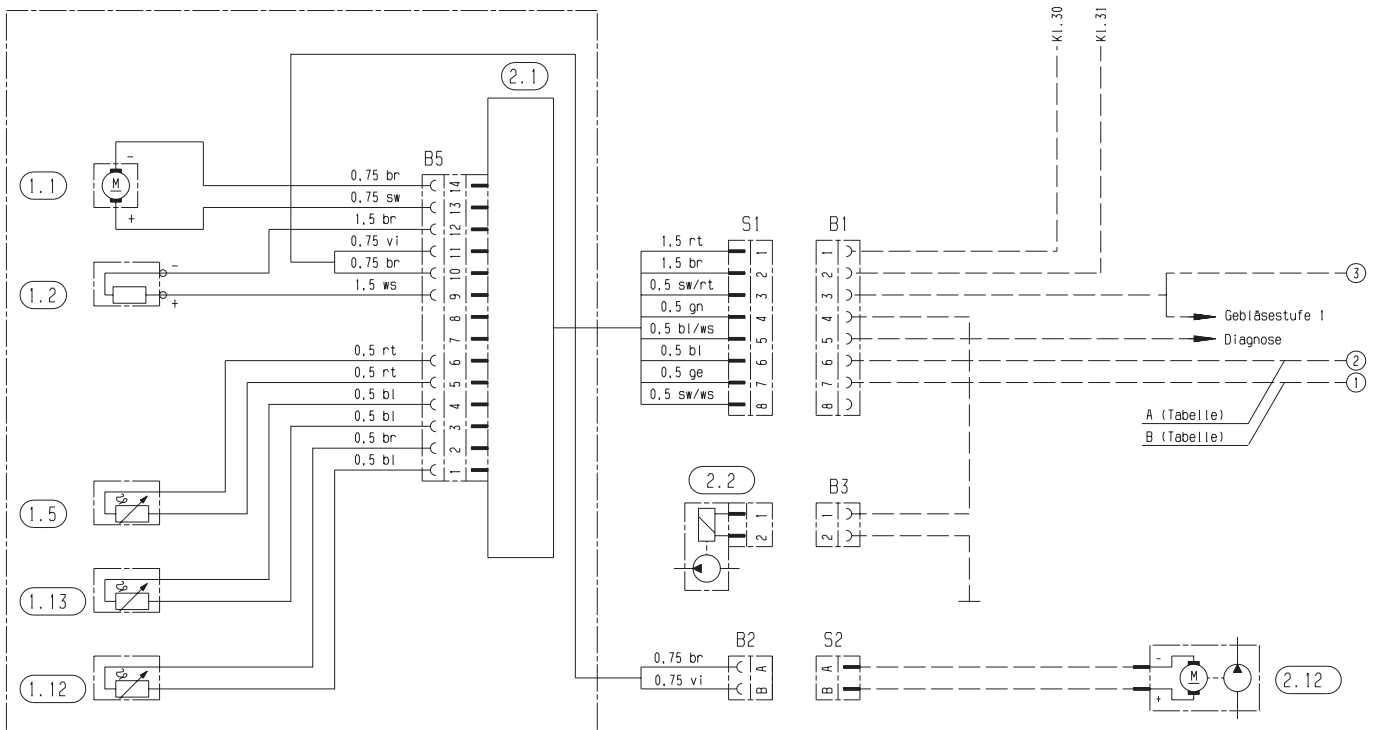 Kl.30
Kl.31
2.1
1.1
M
-
+
B5
0,75 br
14
0,75 sw
13
1,5 br
12
0,75 vi
11
0,75 br
10
1,5 ws
9
8
7
0,5 rt
6
0,5 rt
5
0,5 bl
4
0,5 bl
3
0,5 br
2
0,5 bl
1
1.2
-
+
1.5
1.13
1.12
S1
1,5 rt
1
1,5 br
2
0,5 sw/rt
3
0,5 gn
4
0,5 bl/ws
5
0,5 bl
6
0,5 ge
7
0,5 sw/ws
8
B1
1
2
3
4
5
6
7
8
3
Gebläsestufe 1
Diagnose
2
1
A (Tabelle)
B (Tabelle)
2.2
1
2
B3
1
2
B2
0,75 br
A
0,75 vi
B
S2
A
B
-
M
+
2.12